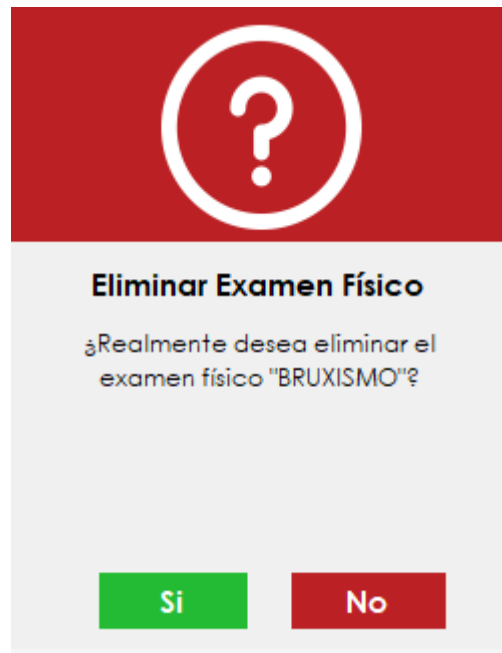 Eliminar Examen Físico
¿Realmente desea eliminar el
examen físico "BRUXISMO"?
Si
No